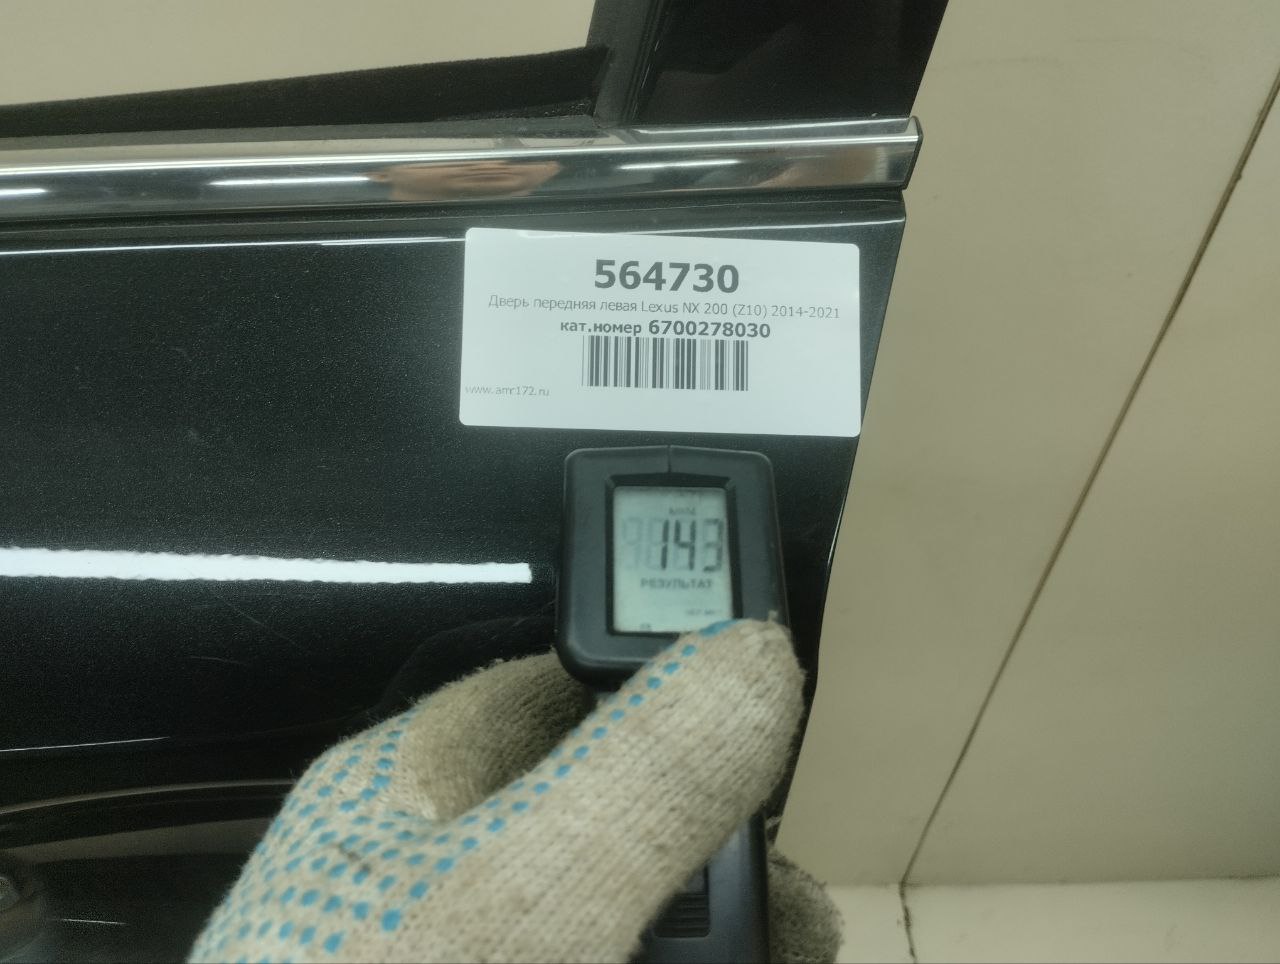 564730
Дверь передняя левая Lexus NX 200 (Z10) 2014-2021
кат.номер 6700278030
www.amr172.ru
143
РЕЗУЛЬТАТ